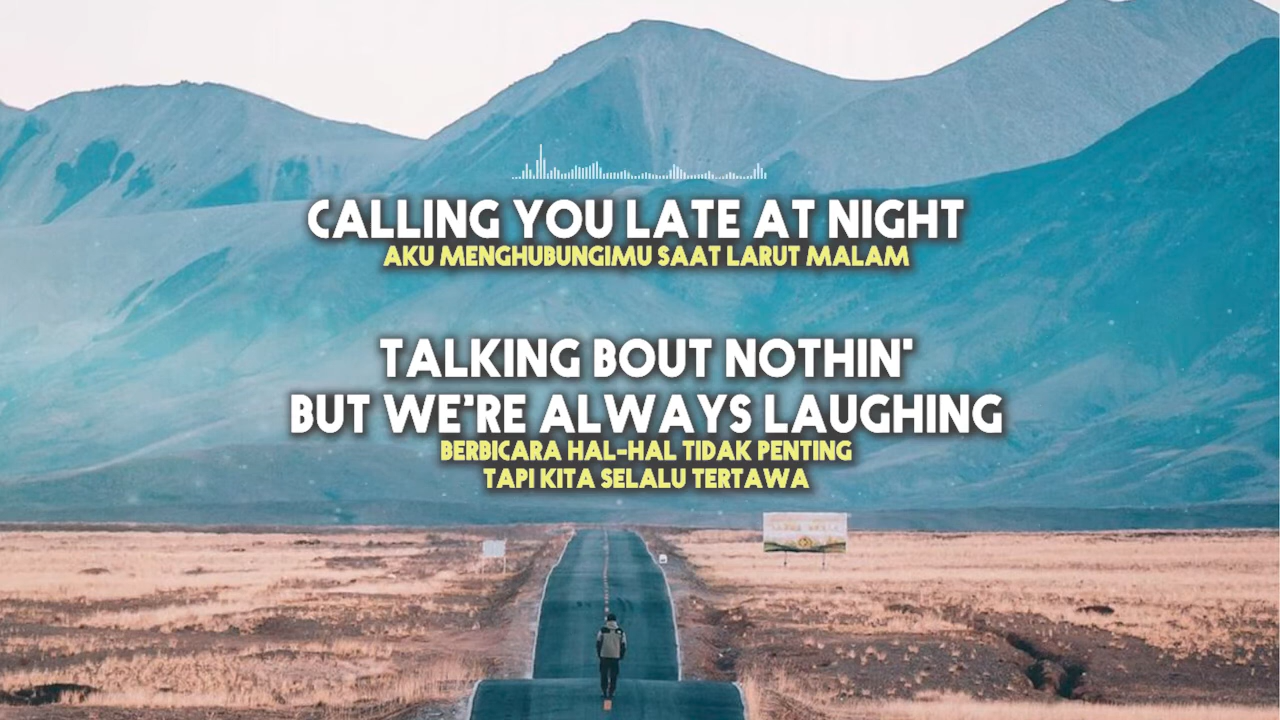 CALLING YOU LATE AT NIGHT
AKU MENGHUBUNGIMU SAAT LARUT MALAM
TALKING BOUT NOTHIN'
BUT WE'RE ALWAYS LAUGHING
BERBICARA HAL-HAL TIDAK PENTING
TAPI KITA SELALU TERTAWA